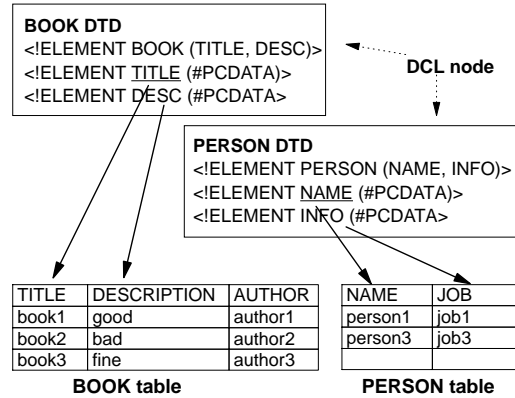 BOOK DTD
<!ELEMENT BOOK (TITLE, DESC)>
<!ELEMENT TITLE (#PCDATA)>
<!ELEMENT DESC (#PCDATA>
DCL node
PERSON DTD
<!ELEMENT PERSON (NAME, INFO)>
<!ELEMENT NAME (#PCDATA)>
<!ELEMENT INFO (#PCDATA>
TITLE DESCRIPTION AUTHOR
book1 good author1
book2 bad author2
book3 fine author3
BOOK table
NAME JOB
person1 job1
person3 job3
PERSON table